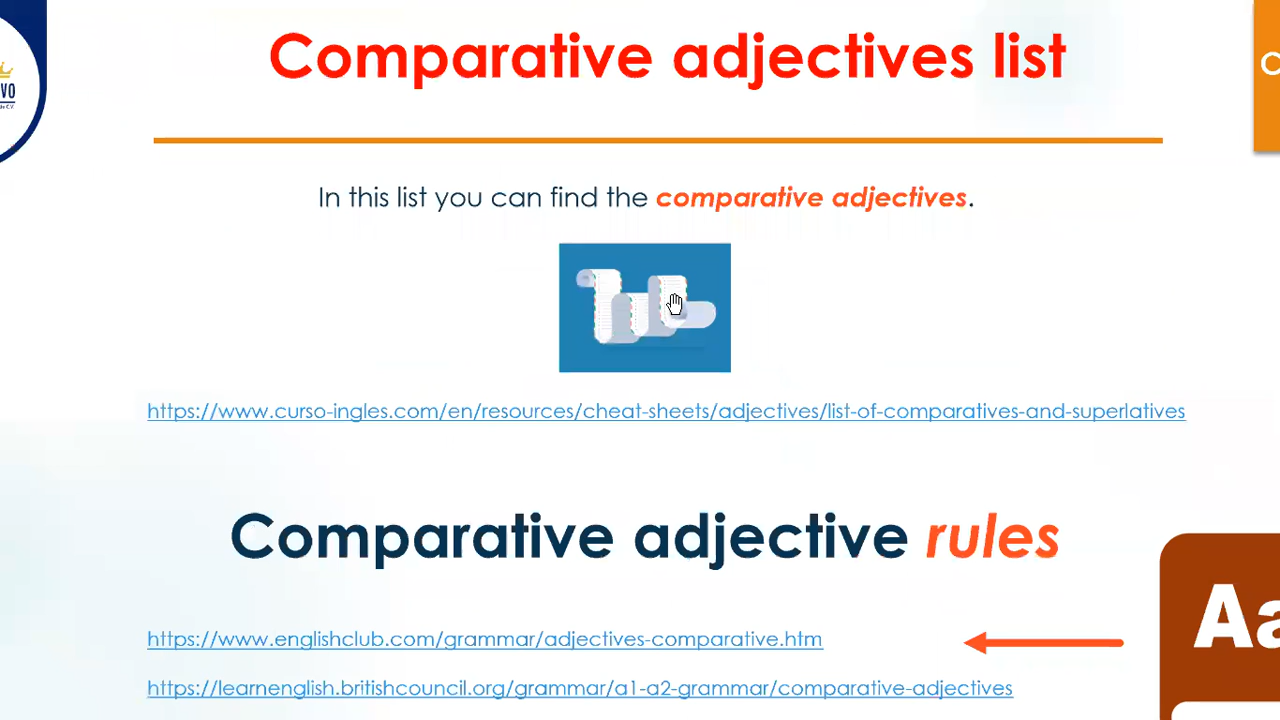 Comparative adjectives list
In this list you can find the comparative adjectives.
https://www.curso-ingles.com/en/resources/cheat-sheets/adjectives/list-of-comparatives-and-superlatives
Comparative adjective rules
https://www.englishclub.com/grammar/adjectives-comparative.htm
https://learnenglish.britishcouncil.org/grammar/a1-a2-grammar/comparative-adjectives